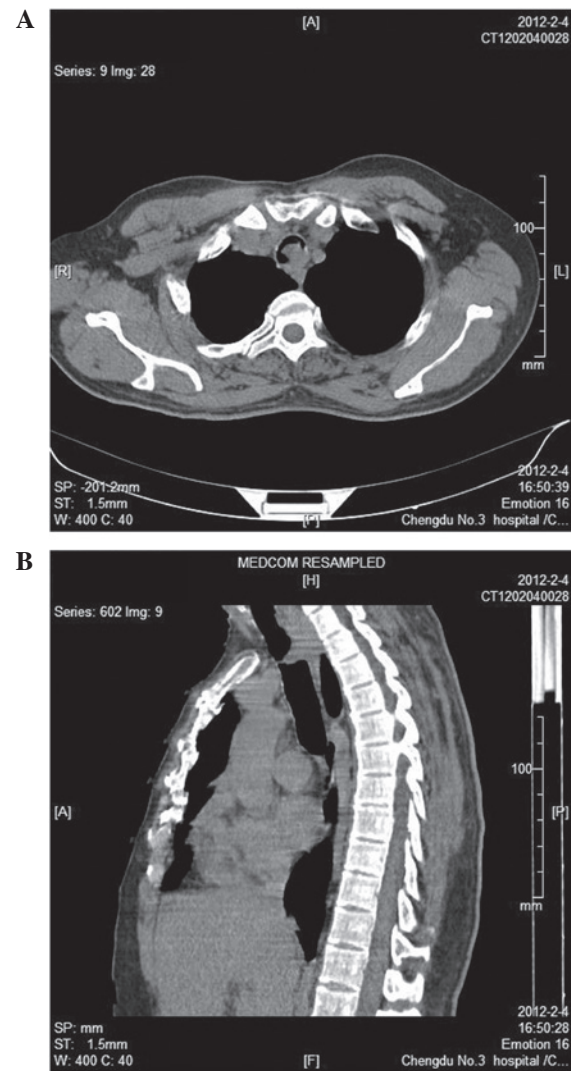 A
[A]
2012-2-4
CT1202040028
Series: 9 Img: 28
100
[R]
[L]
mm
2012-2-4
SP: -201.2mm
16:50:39
ST: 1.5mm
Emotion 16
W: 400 C: 40
[P]
Chengdu No.3 hospital /C...
B
MEDCOM RESAMPLED
[H]
2012-2-4
CT1202040028
Series: 602 Img: 9
100
[A]
[P]
mm
2012-2-4
SP: mm
16:50:28
ST: 1.5mm
Emotion 16
W: 400 C: 40
[F]
Chengdu No.3 hospital /C...